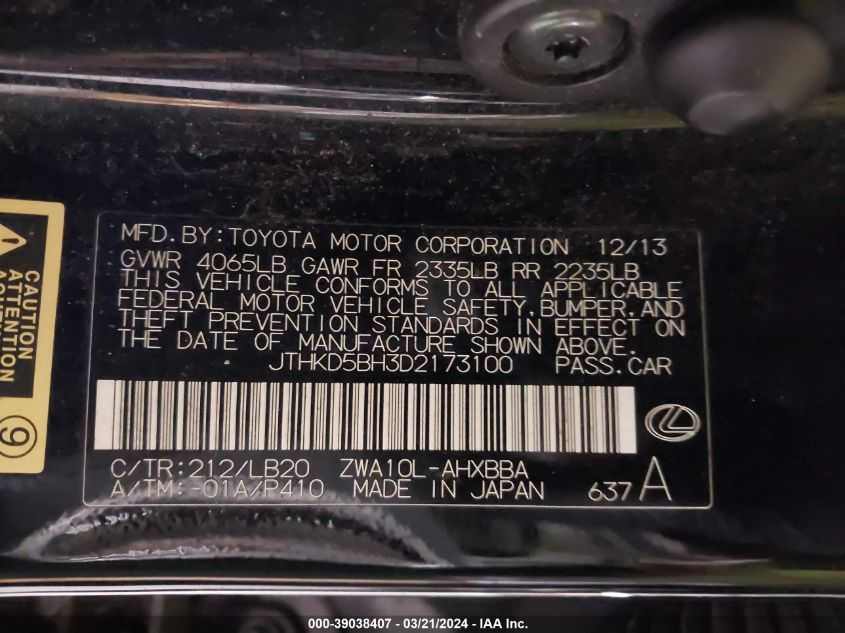 MFD.BY:TOYOTA MOTOR CORPORATION 12/13
GVWR 4065LB GAWR FR 2335LB RR 2235LB
THIS VEHICLE CONFORMS TO ALL APPLICABLE
FEDERAL MOTOR VEHICLE SAFETY,BUMPER,AND
THEFT PREVENTION STANDARDS IN EFFECT ON
THE DATE OF MANUFACTURE SHOWN ABOVE.
JTHKD5BH3D2173100 PASS.CAR
C/TR:212/LB20 ZWA10L-AHXBBA
A/TM:-01A/P410 MADE IN JAPAN 637A
CAUTION
ATTENTION
9
000-39038407 - 03/21/2024 - IAA Inc.